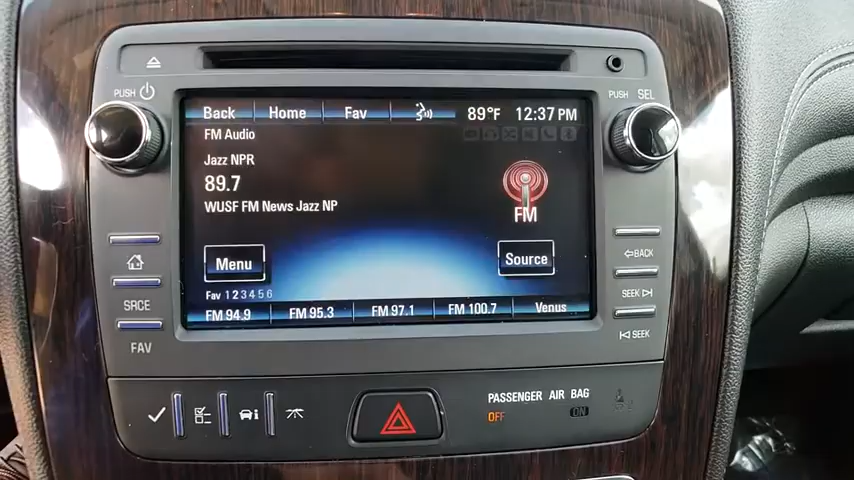 PUSH
PUSH SEL
Back Home Fav 89°F 12:37 PM
FM Audio
Jazz NPR
89.7
WUSF FM News Jazz NP
FM
Menu
Source
Fav 1 2 3 4 5 6
FM 94.9 FM 95.3 FM 97.1 FM 100.7 Venus
SRCE
FAV
BACK
SEEK
SEEK
PASSENGER AIR BAG
OFF ON